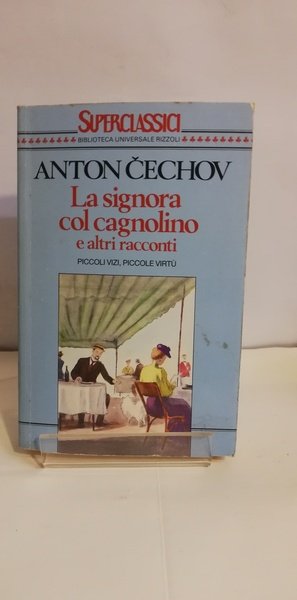 SUPERCLASSICI
BIBLIOTECA UNIVERSALE RIZZOLI
ANTON ČECHOV
La signora
col cagnolino
e altri racconti
PICCOLI VIZI, PICCOLE VIRTÙ